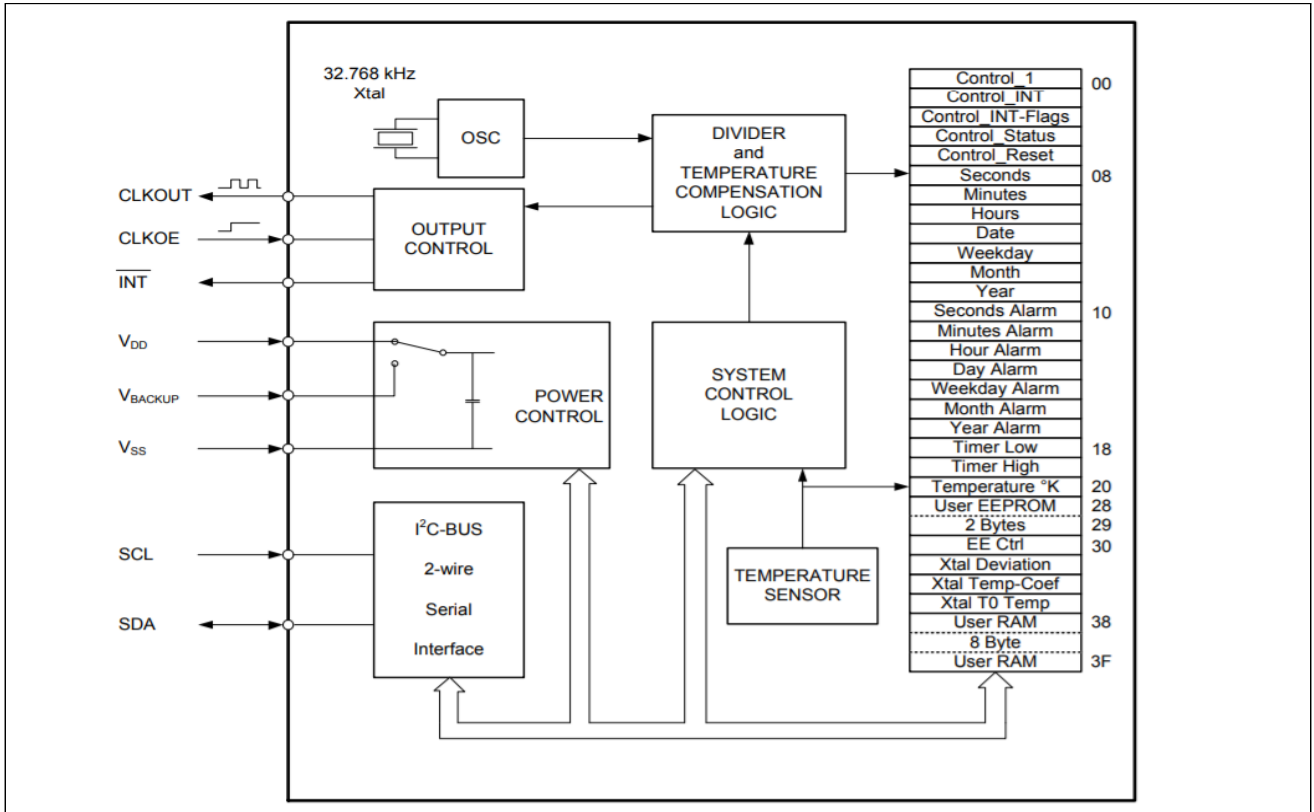 32.768 kHz
Xtal
OSC
DIVIDER
and
TEMPERATURE
COMPENSATION
LOGIC
CLKOUT
CLKOE
INT
OUTPUT
CONTROL
VDD
VBACKUP
VSS
POWER
CONTROL
SYSTEM
CONTROL
LOGIC
SCL
SDA
I²C-BUS
2-wire
Serial
Interface
TEMPERATURE
SENSOR
Control_1 00
Control_INT
Control_INT-Flags
Control_Status
Control_Reset
Seconds 08
Minutes
Hours
Date
Weekday
Month
Year
Seconds Alarm 10
Minutes Alarm
Hour Alarm
Day Alarm
Weekday Alarm
Month Alarm
Year Alarm
Timer Low 18
Timer High
Temperature °K 20
User EEPROM 28
2 Bytes 29
EE Ctrl 30
Xtal Deviation
Xtal Temp-Coef
Xtal T0 Temp
User RAM 38
8 Byte
User RAM 3F